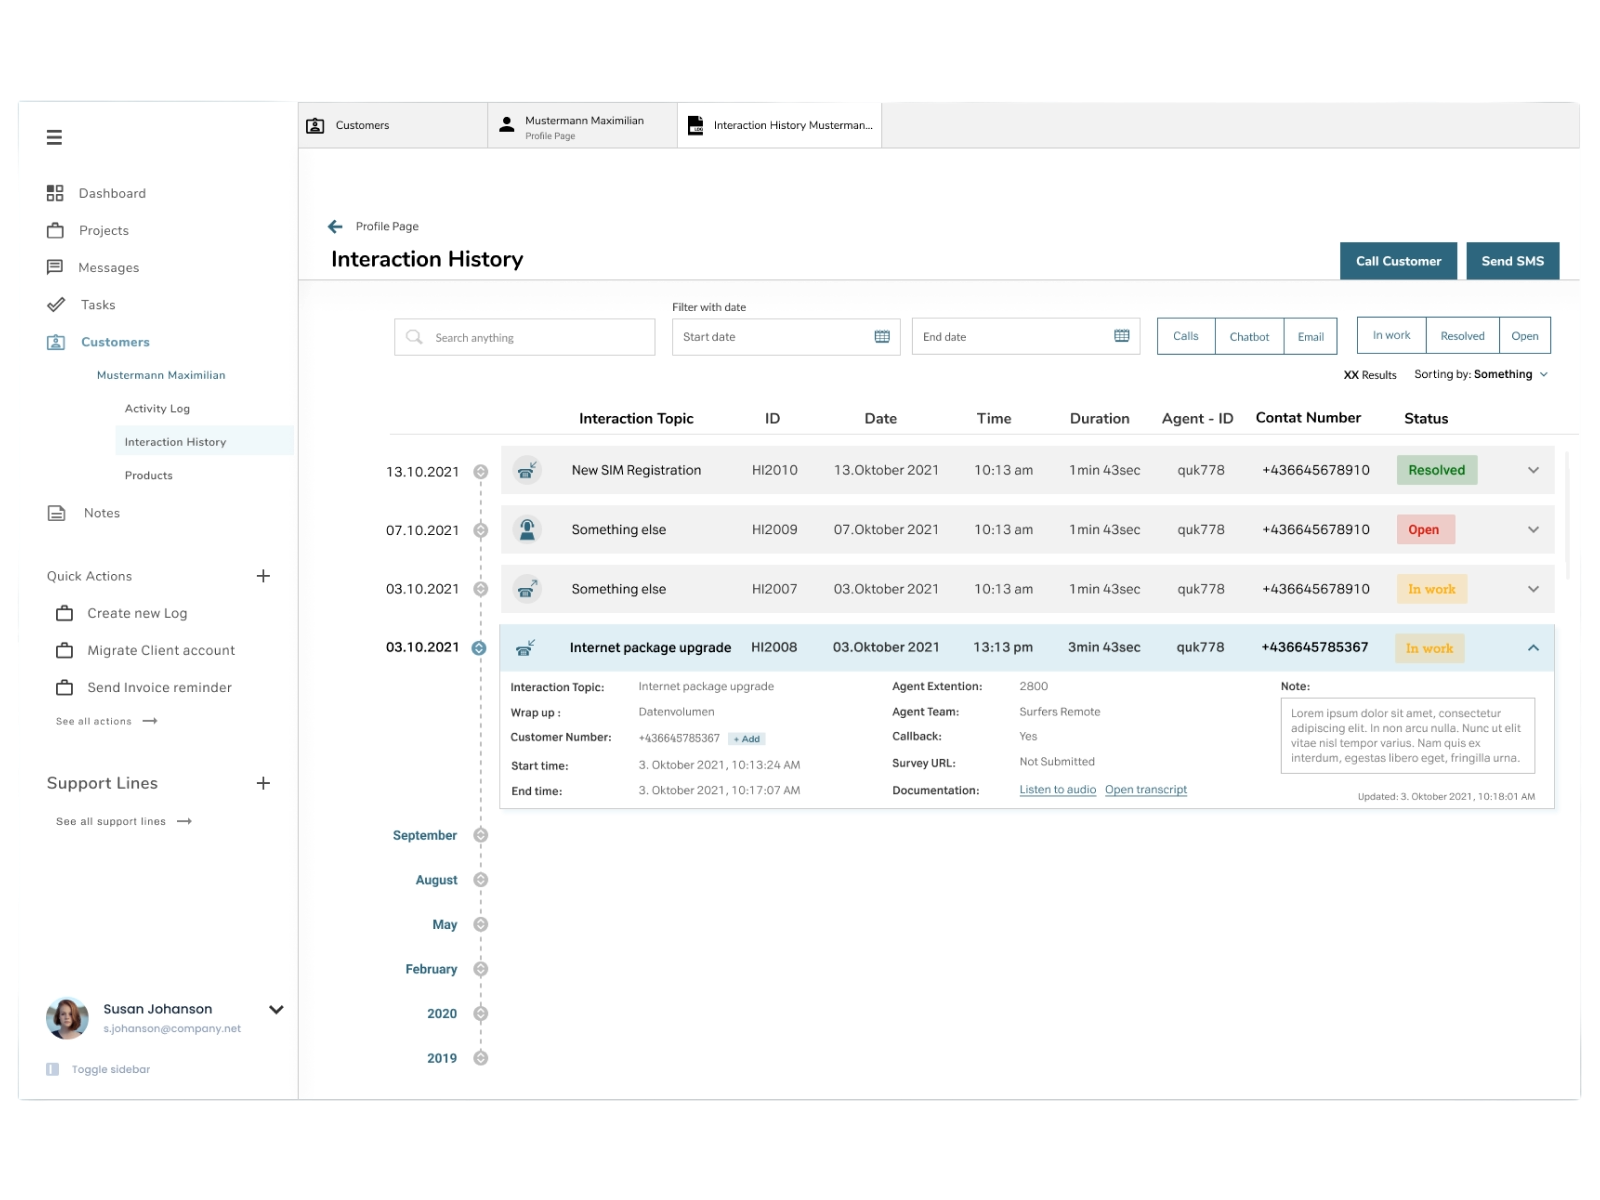 Customers
Mustermann Maximilian
Profile Page
LOG
Interaction History Musterman...
Dashboard
Projects
Messages
Tasks
Customers
Mustermann Maximilian
Activity Log
Interaction History
Products
Notes
Quick Actions
Create new Log
Migrate Client account
Send Invoice reminder
See all actions
Support Lines
See all support lines
Susan Johanson
s.johanson@company.net
Toggle sidebar
Profile Page
Interaction History
Call Customer
Send SMS
Filter with date
Search anything
Start date
End date
Calls Chatbot Email
In work Resolved Open
XX Results
Sorting by: Something
Interaction Topic ID Date Time Duration Agent - ID Contat Number Status
13.10.2021 New SIM Registration HI2010 13.Oktober 2021 10:13 am 1min 43sec quk778 +436645678910 Resolved
07.10.2021 Something else HI2009 07.Oktober 2021 10:13 am 1min 43sec quk778 +436645678910 Open
03.10.2021 Something else HI2007 03.Oktober 2021 10:13 am 1min 43sec quk778 +436645678910 In work
03.10.2021 Internet package upgrade HI2008 03.Oktober 2021 13:13 pm 3min 43sec quk778 +436645785367 In work
Interaction Topic: Internet package upgrade
Wrap up : Datenvolumen
Customer Number: +436645785367 + Add
Start time: 3. Oktober 2021, 10:13:24 AM
End time: 3. Oktober 2021, 10:17:07 AM
Agent Extention: 2800
Agent Team: Surfers Remote
Callback: Yes
Survey URL: Not Submitted
Documentation: Listen to audio Open transcript
Note:
Lorem ipsum dolor sit amet, consectetur
adipiscing elit. In non arcu nulla. Nunc ut elit
vitae nisl tempor varius. Nam quis ex
interdum, egestas libero eget, fringilla urna.
Updated: 3. Oktober 2021, 10:18:01 AM
September
August
May
February
2020
2019